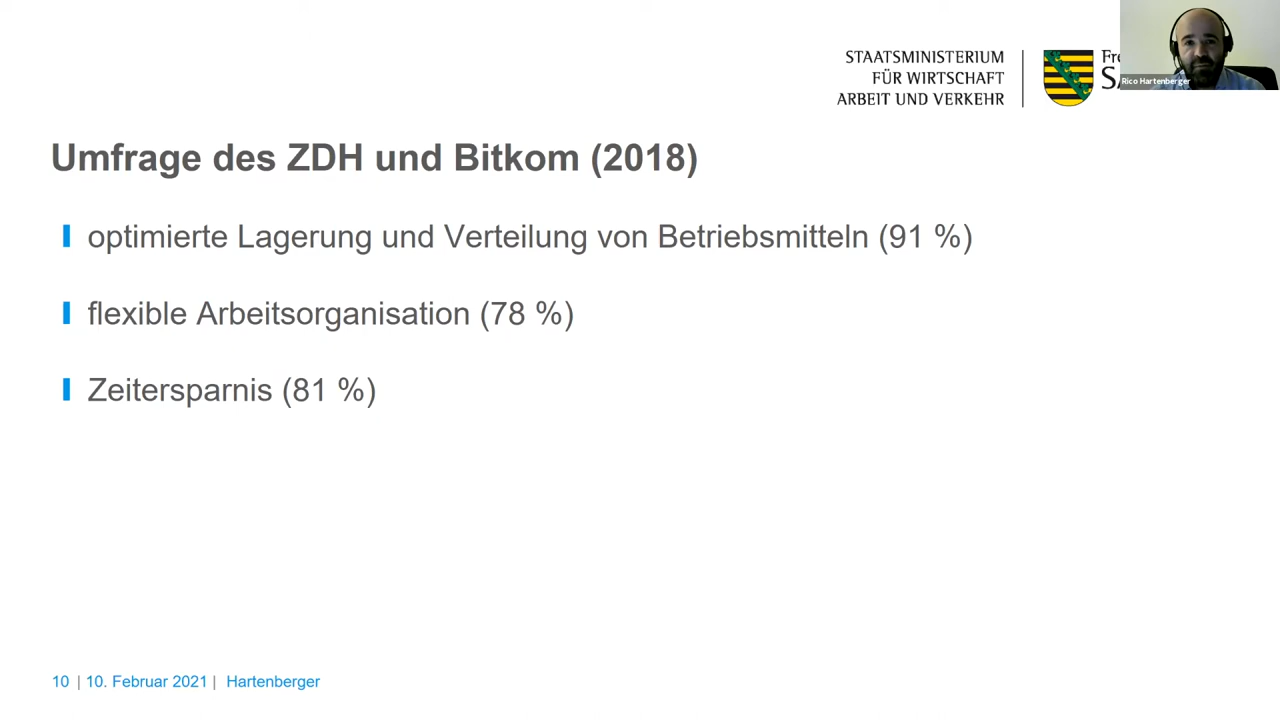 STAATSMINISTERIUM
FÜR WIRTSCHAFT
ARBEIT UND VERKEHR
Rico Hartenberger
Umfrage des ZDH und Bitkom (2018)
optimierte Lagerung und Verteilung von Betriebsmitteln (91 %)
flexible Arbeitsorganisation (78 %)
Zeitersparnis (81 %)
10 | 10. Februar 2021 | Hartenberger